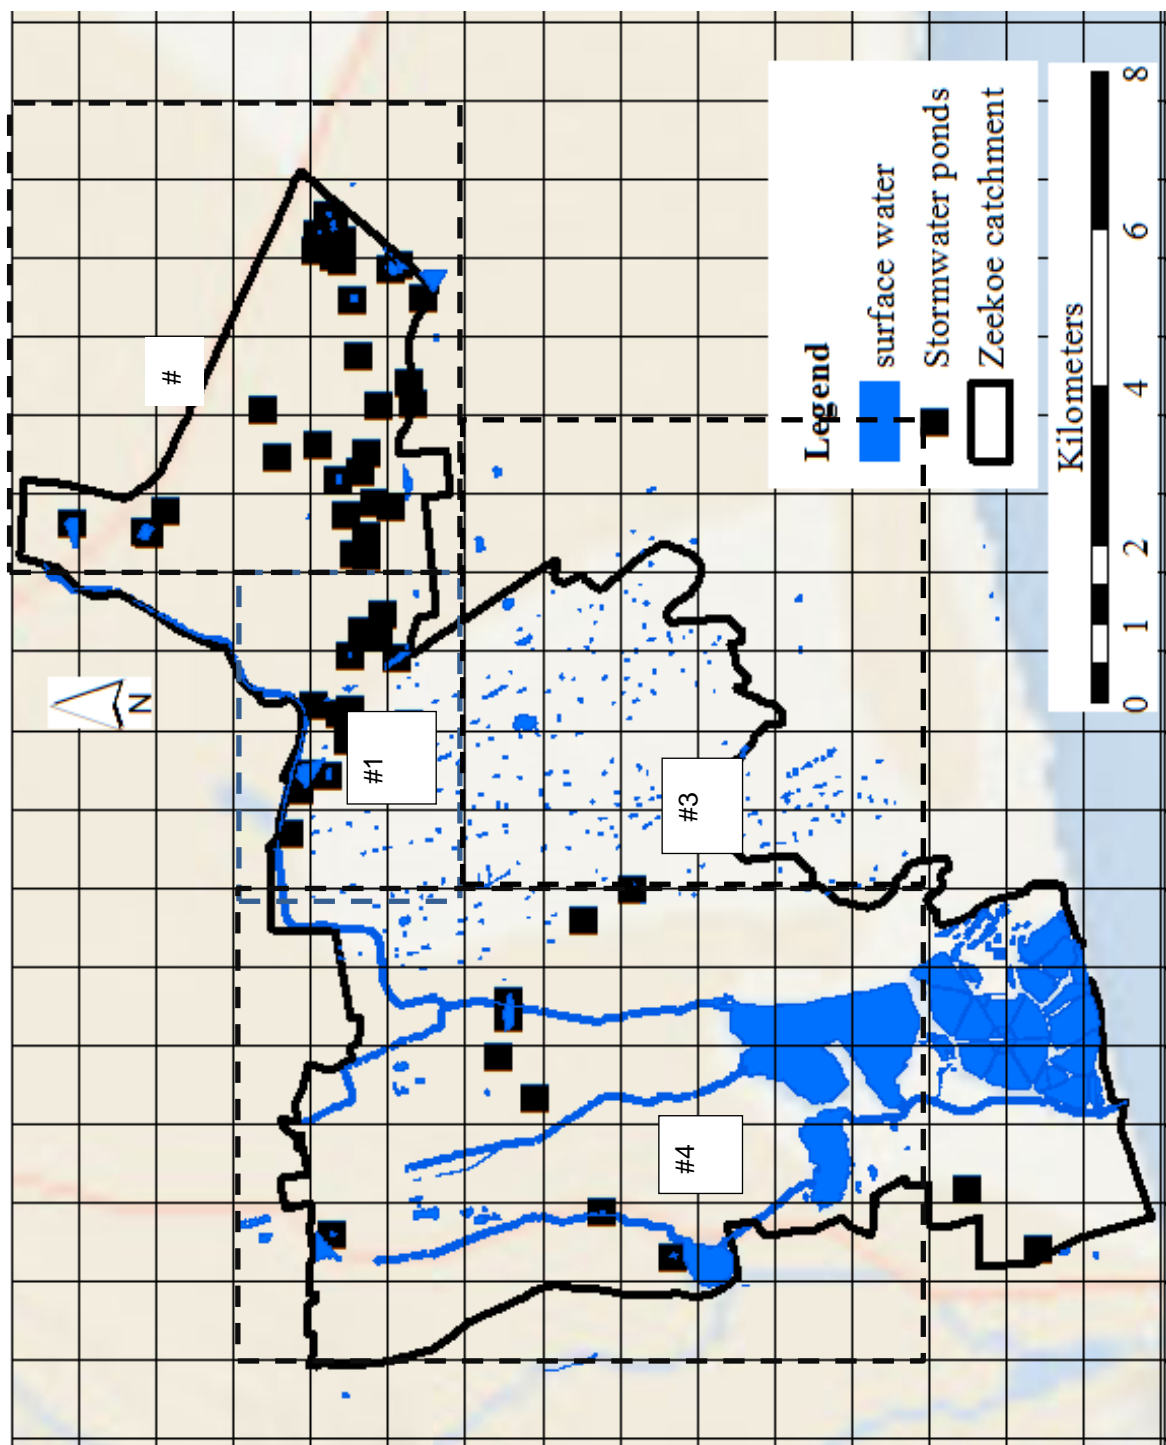 #
#1
#3
#4
N
Legend
surface water
Stormwater ponds
Zeekoe catchment
Kilometers
0 1 2 4 6 8